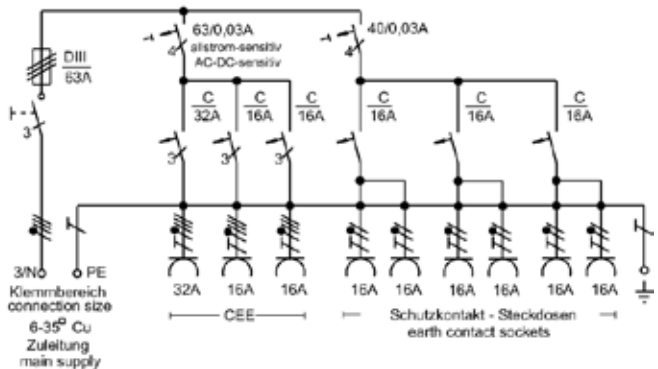 63/0,03A
allstrom-sensitiv
AC-DC-sensitiv
40/0,03A
4
4
DIII
63A
C
32A
C
16A
C
16A
C
16A
C
16A
C
16A
3
3
3
3
3/N
PE
32A
16A
16A
16A
16A
16A
16A
16A
16A
Klemmbereich
connection size
6-35□ Cu
Zuleitung
main supply
CEE
Schutzkontakt - Steckdosen
earth contact sockets